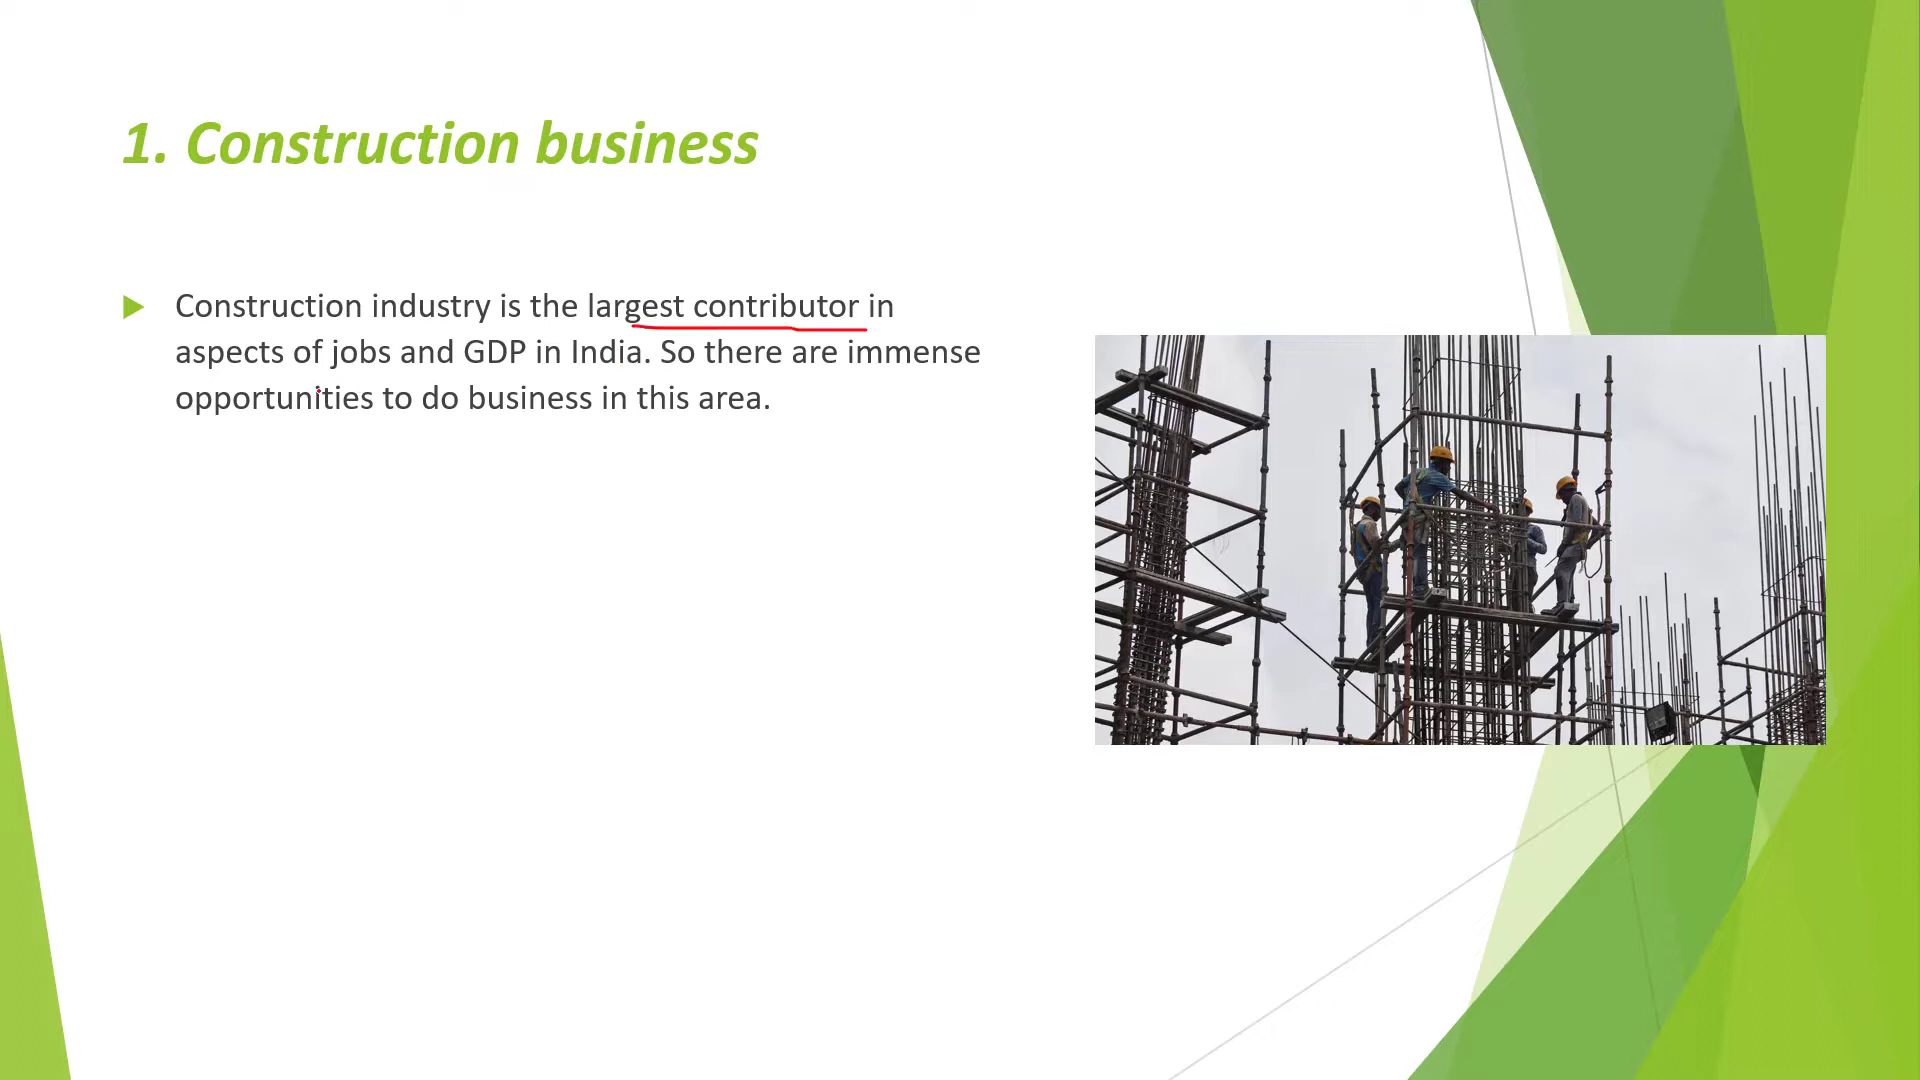 1. Construction business
Construction industry is the largest contributor in
aspects of jobs and GDP in India. So there are immense
opportunities to do business in this area.